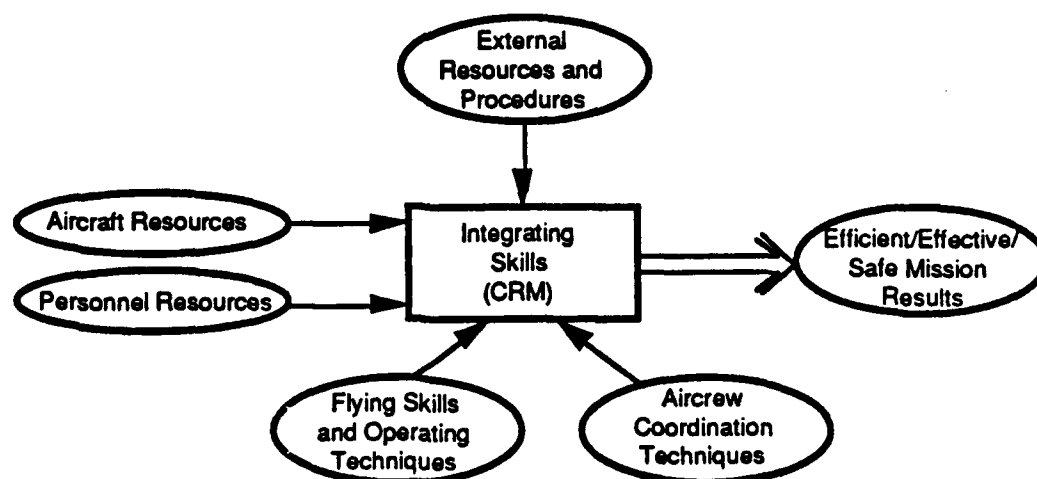 External
Resources and
Procedures
Aircraft Resources
Personnel Resources
Integrating
Skills
(CRM)
Efficient/Effective/
Safe Mission
Results
Flying Skills
and Operating
Techniques
Aircrew
Coordination
Techniques